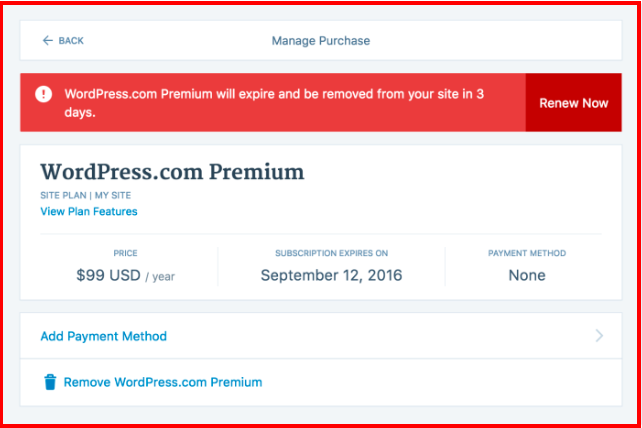 ← BACK
Manage Purchase
WordPress.com Premium will expire and be removed from your site in 3
days.
Renew Now
WordPress.com Premium
SITE PLAN | MY SITE
View Plan Features
PRICE
$99 USD / year
SUBSCRIPTION EXPIRES ON
September 12, 2016
PAYMENT METHOD
None
Add Payment Method
Remove WordPress.com Premium